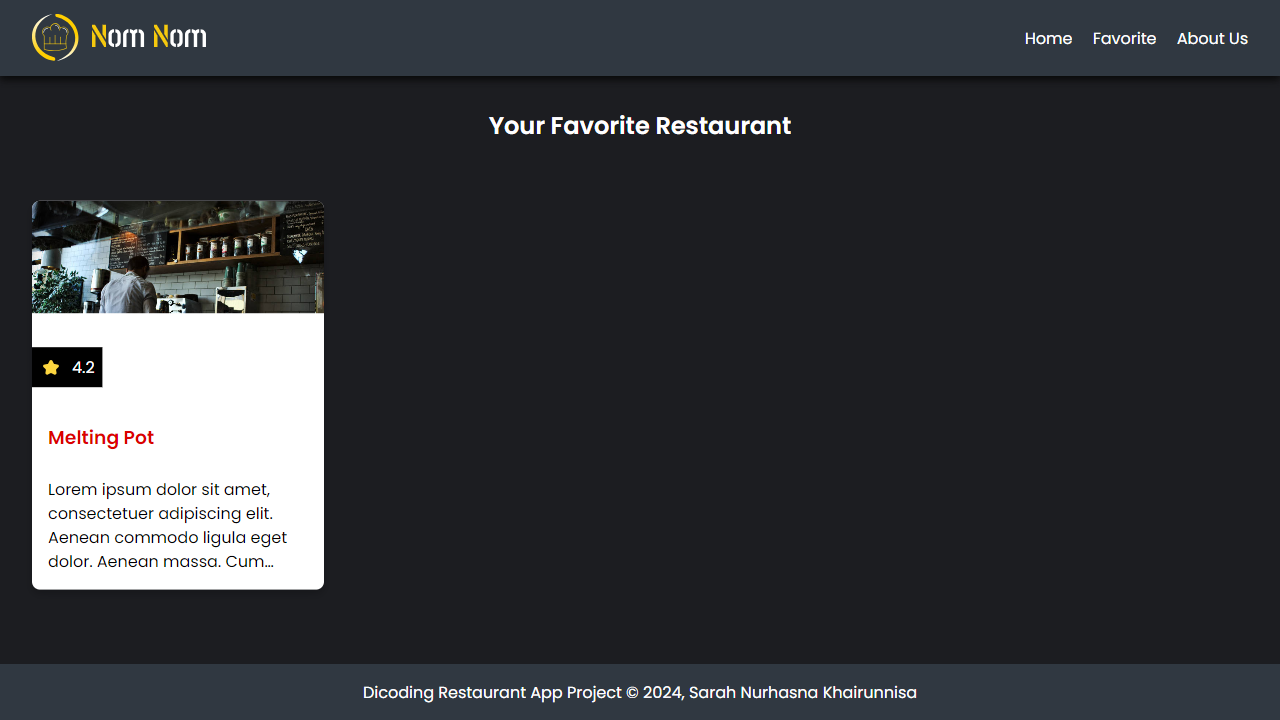 Nom Nom
Home Favorite About Us
Your Favorite Restaurant
4.2
Melting Pot
Lorem ipsum dolor sit amet,
consectetuer adipiscing elit.
Aenean commodo ligula eget
dolor. Aenean massa. Cum...
Dicoding Restaurant App Project © 2024, Sarah Nurhasna Khairunnisa